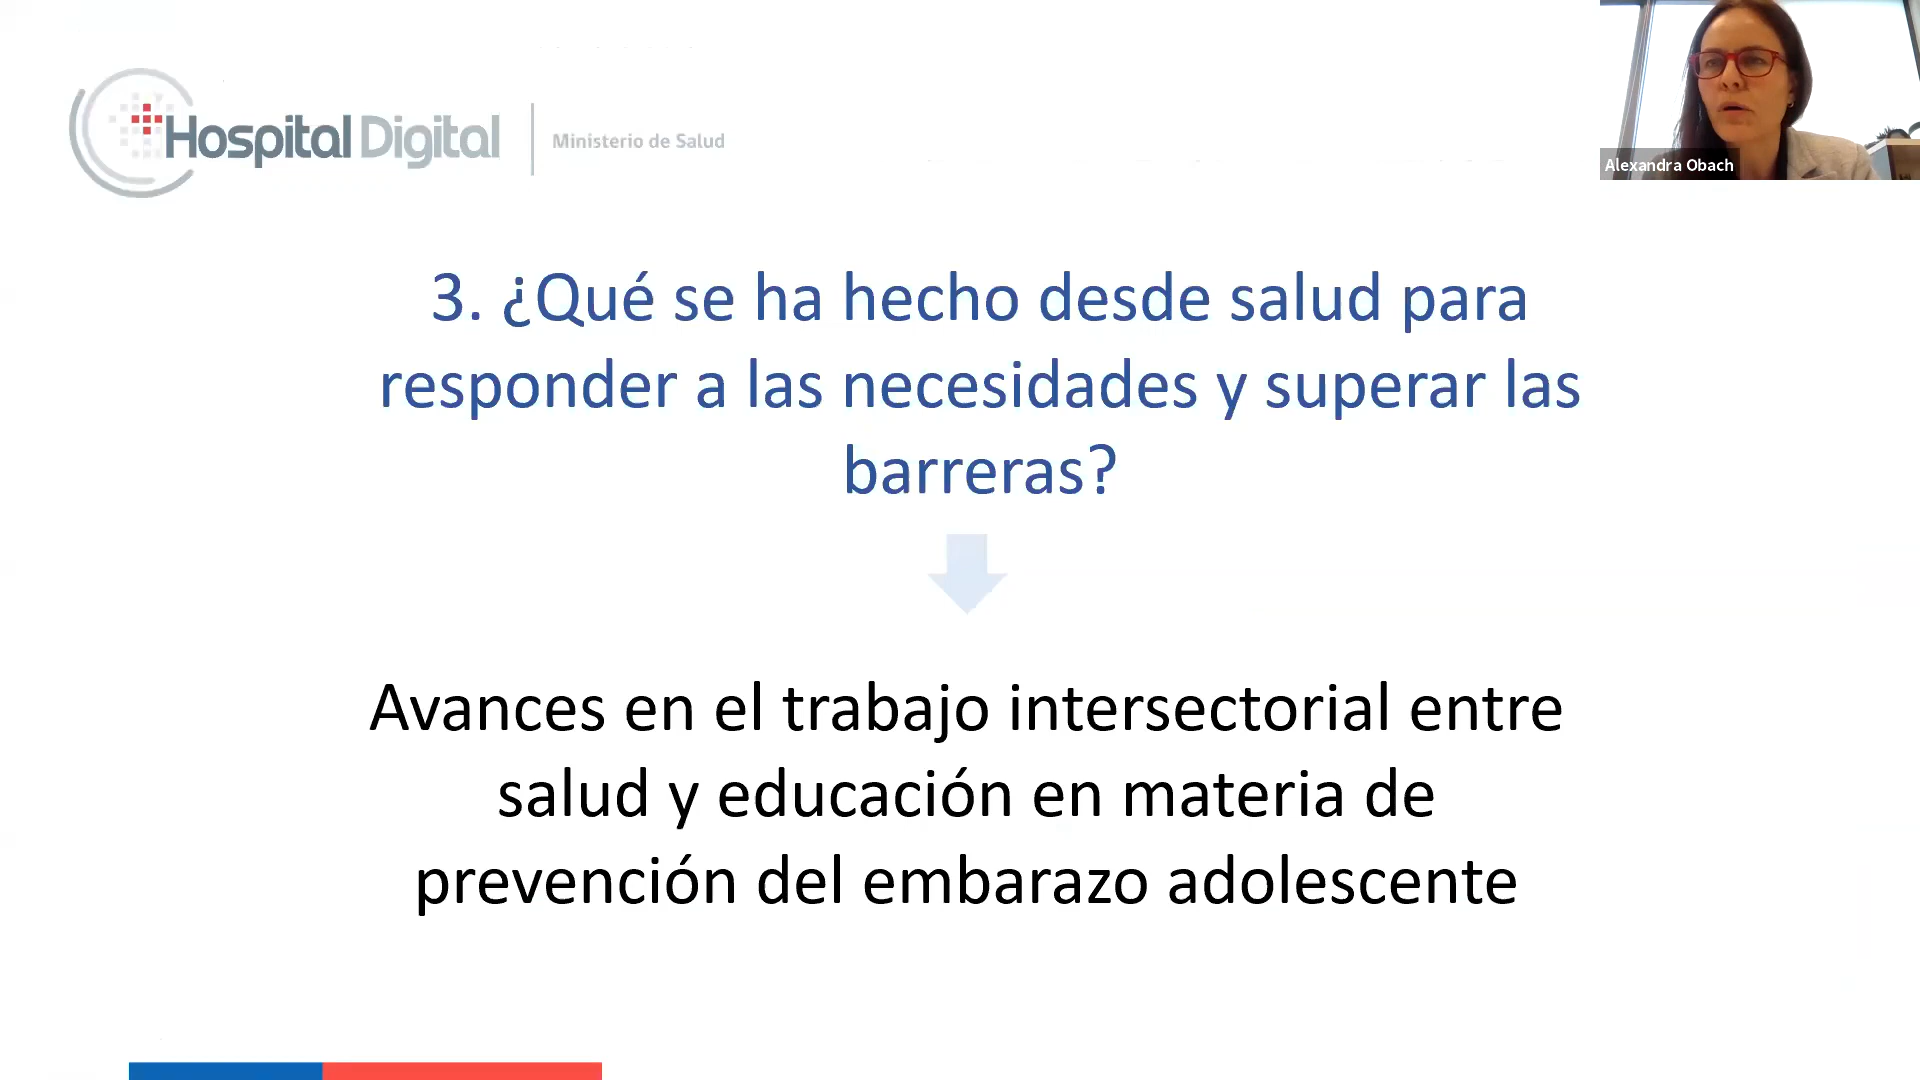 Hospital Digital
Ministerio de Salud
Alexandra Obach
3. ¿Qué se ha hecho desde salud para
responder a las necesidades y superar las
barreras?
Avances en el trabajo intersectorial entre
salud y educación en materia de
prevención del embarazo adolescente